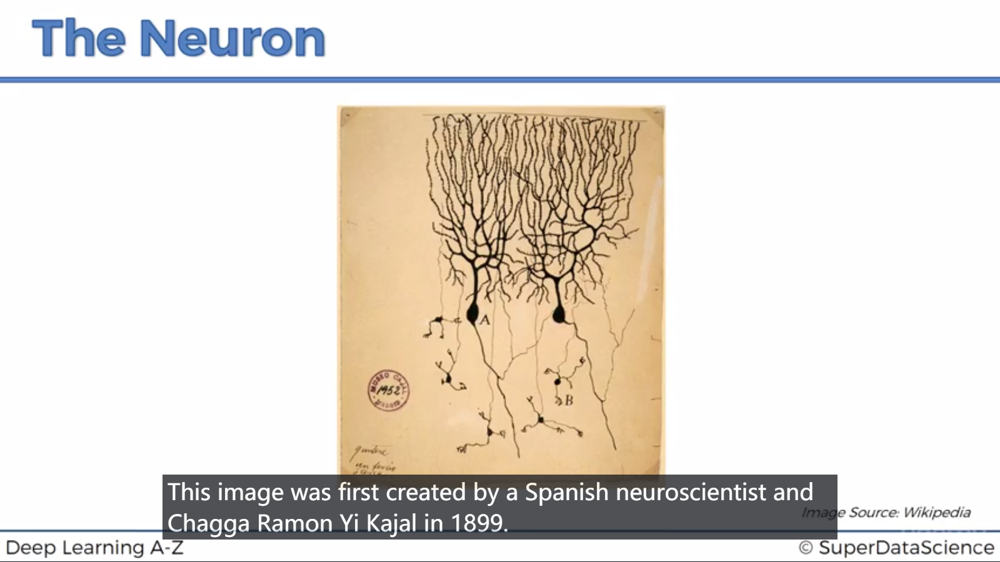 The Neuron
A
B
MUSEO CAJAL
1952
MADRID
This image was first created by a Spanish neuroscientist and
Chagga Ramon Yi Kajal in 1899.
Image Source: Wikipedia
Deep Learning A-Z
© SuperDataScience